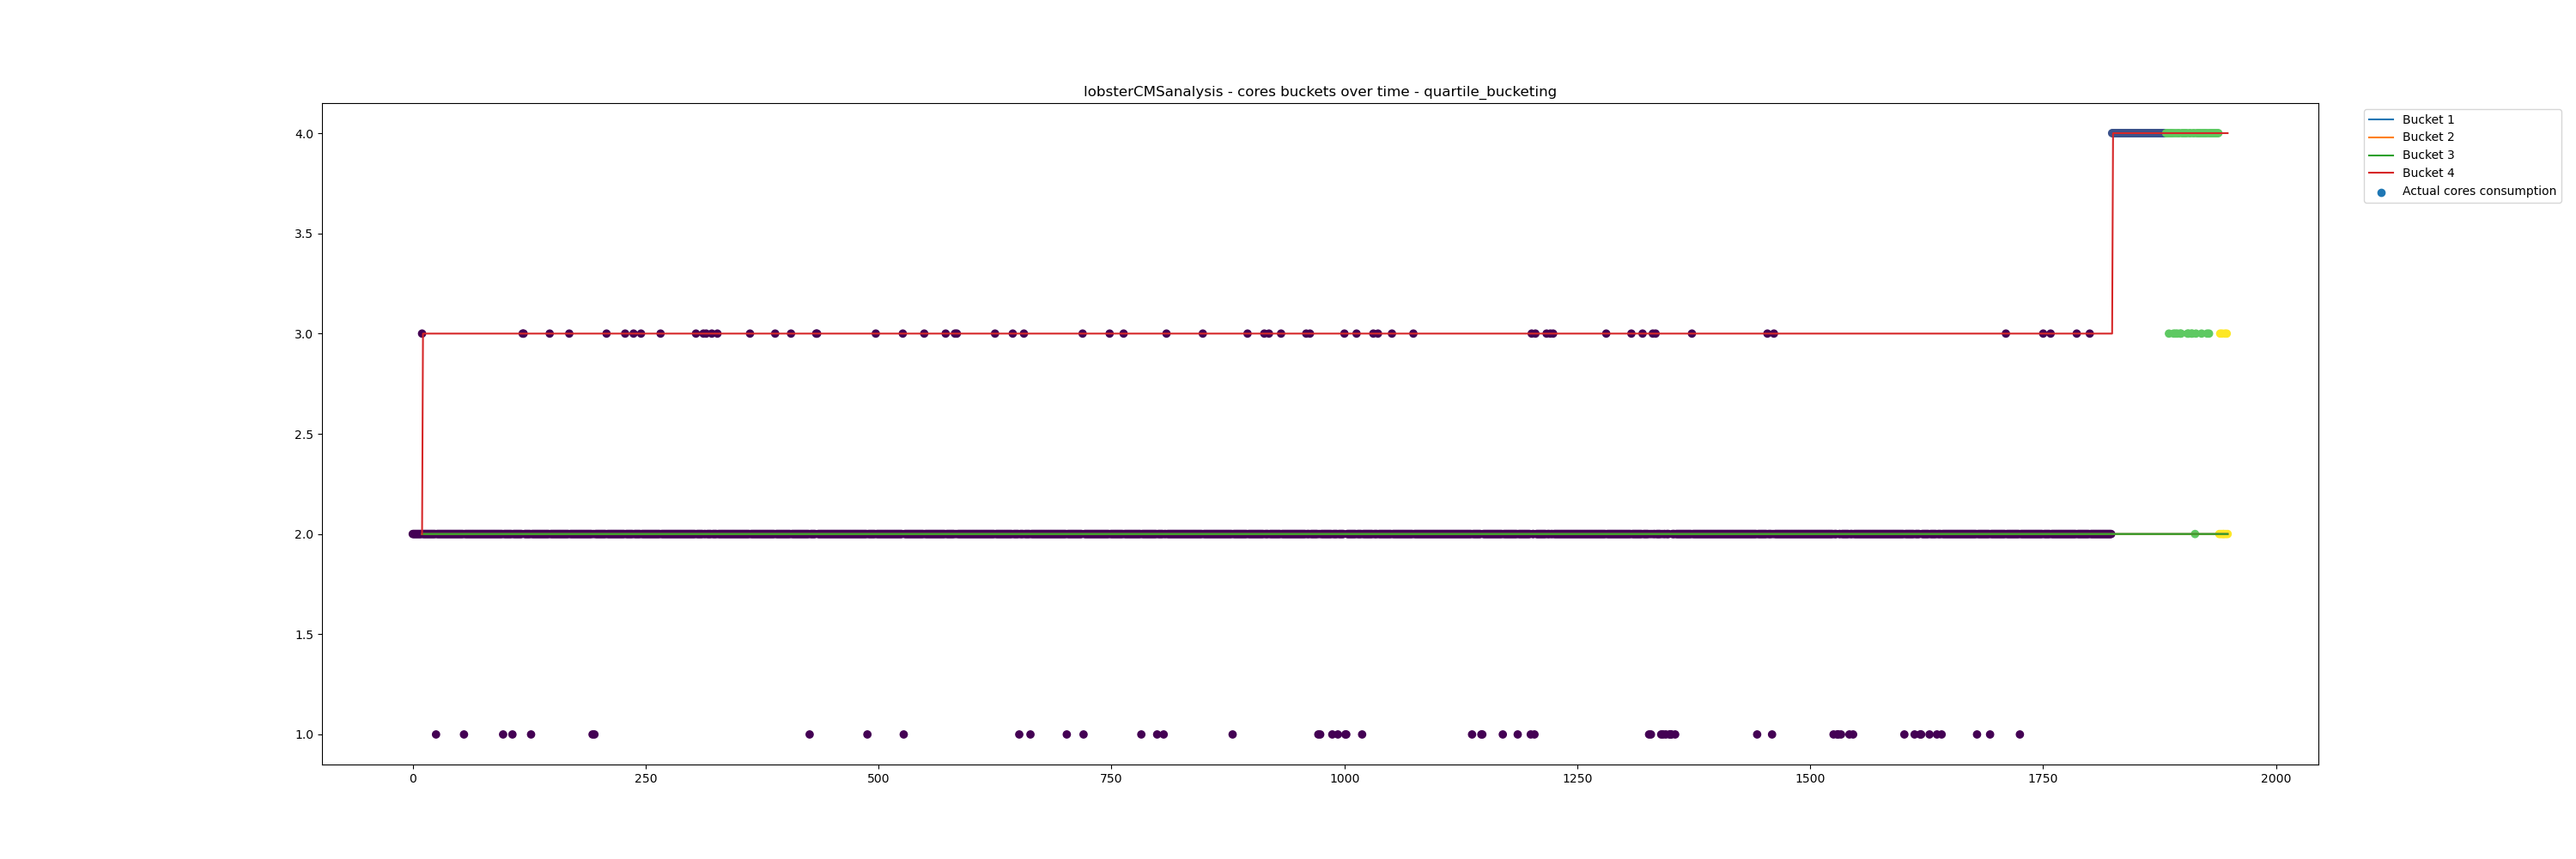 lobsterCMSanalysis - cores buckets over time - quartile_bucketing
4.0
3.5
3.0
2.5
2.0
1.5
1.0
0 250 500 750 1000 1250 1500 1750 2000
Bucket 1
Bucket 2
Bucket 3
Bucket 4
Actual cores consumption